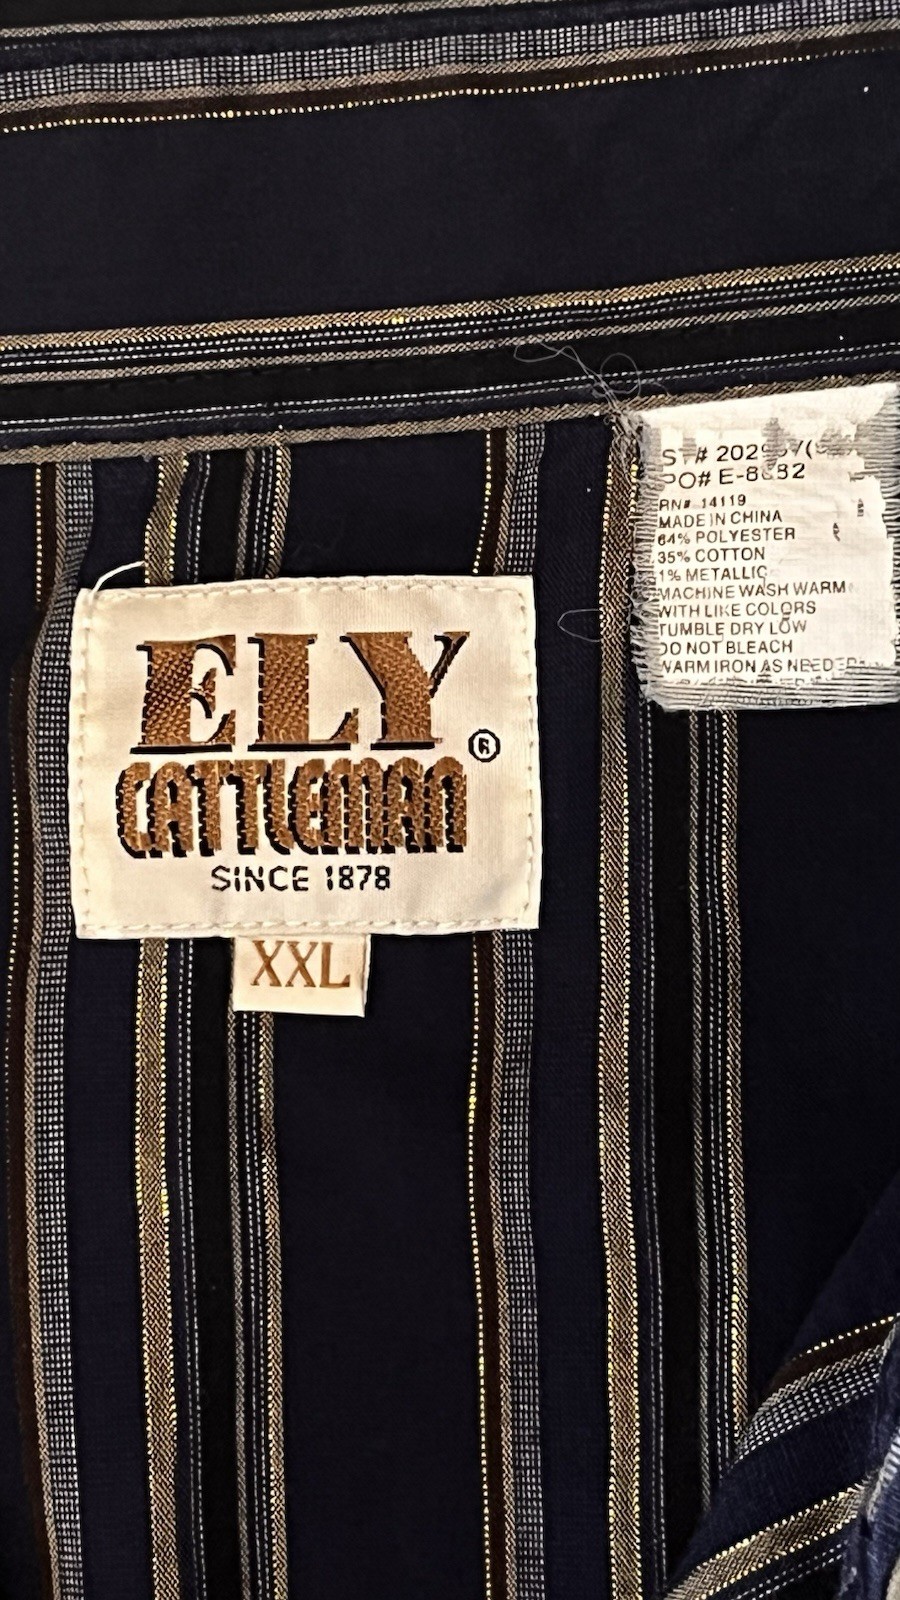 ELY®
CATTLEMAN
SINCE 1878
XXL
ST#
PO#
RN# 14119
MADE IN CHINA
64% POLYESTER
35% COTTON
1% METALLIC
MACHINE WASH WARM
WITH LIKE COLORS
TUMBLE DRY LOW
DO NOT BLEACH
WARM IRON AS NEEDED